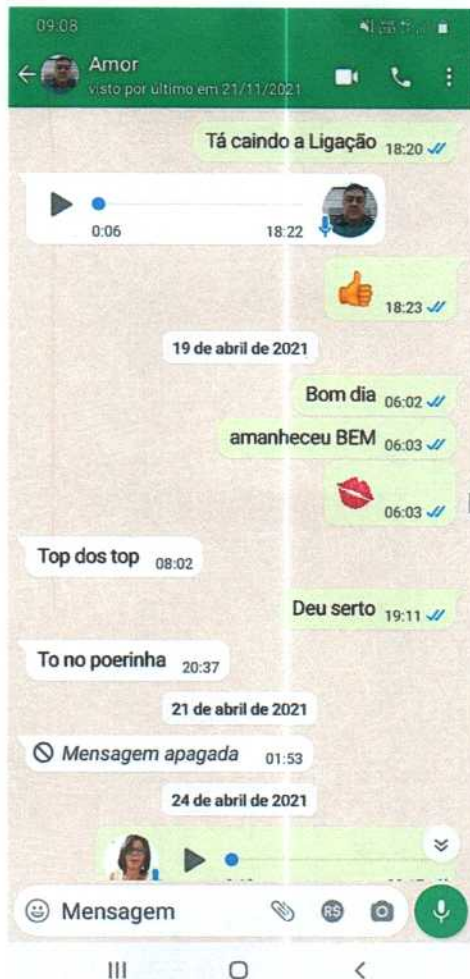 09:08
Amor
visto por último em 21/11/2021
Tá caindo a Ligação 18:20
0:06 18:22
18:23
19 de abril de 2021
Bom dia 06:02
amanheceu BEM 06:03
06:03
Top dos top 08:02
Deu serto 19:11
To no poerinha 20:37
21 de abril de 2021
Mensagem apagada 01:53
24 de abril de 2021
Mensagem R$